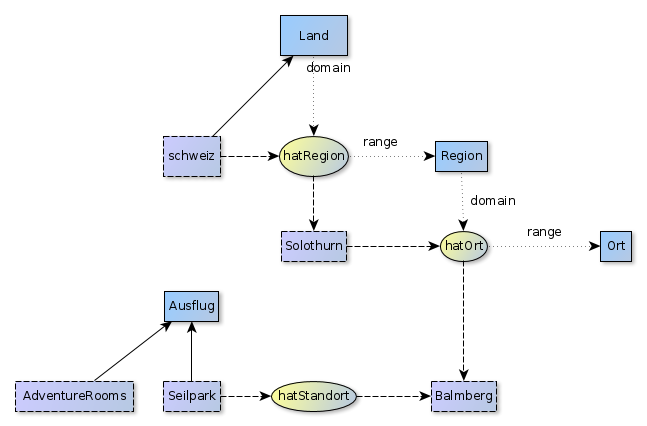 Land
domain
schweiz
hatRegion
range
Region
domain
Solothurn
hatOrt
range
Ort
Ausflug
AdventureRooms
Seilpark
hatStandort
Balmberg